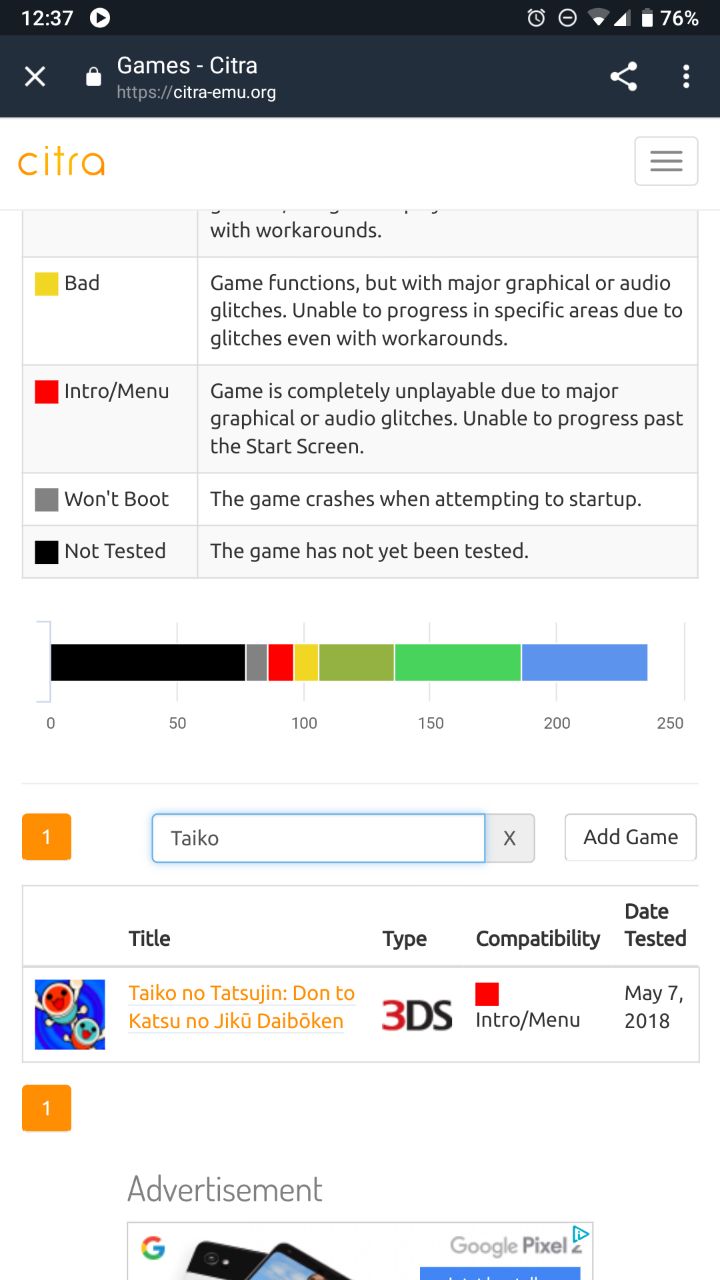 12:37
76%
Games - Citra
https://citra-emu.org
citra
with workarounds.
Bad
Game functions, but with major graphical or audio
glitches. Unable to progress in specific areas due to
glitches even with workarounds.
Intro/Menu
Game is completely unplayable due to major
graphical or audio glitches. Unable to progress past
the Start Screen.
Won't Boot
The game crashes when attempting to startup.
Not Tested
The game has not yet been tested.
0 50 100 150 200 250
1
Taiko
X
Add Game
Title
Type
Compatibility
Date
Tested
Taiko no Tatsujin: Don to
Katsu no Jikū Daibōken
3DS
Intro/Menu
May 7,
2018
1
Advertisement
G
Google Pixel 2